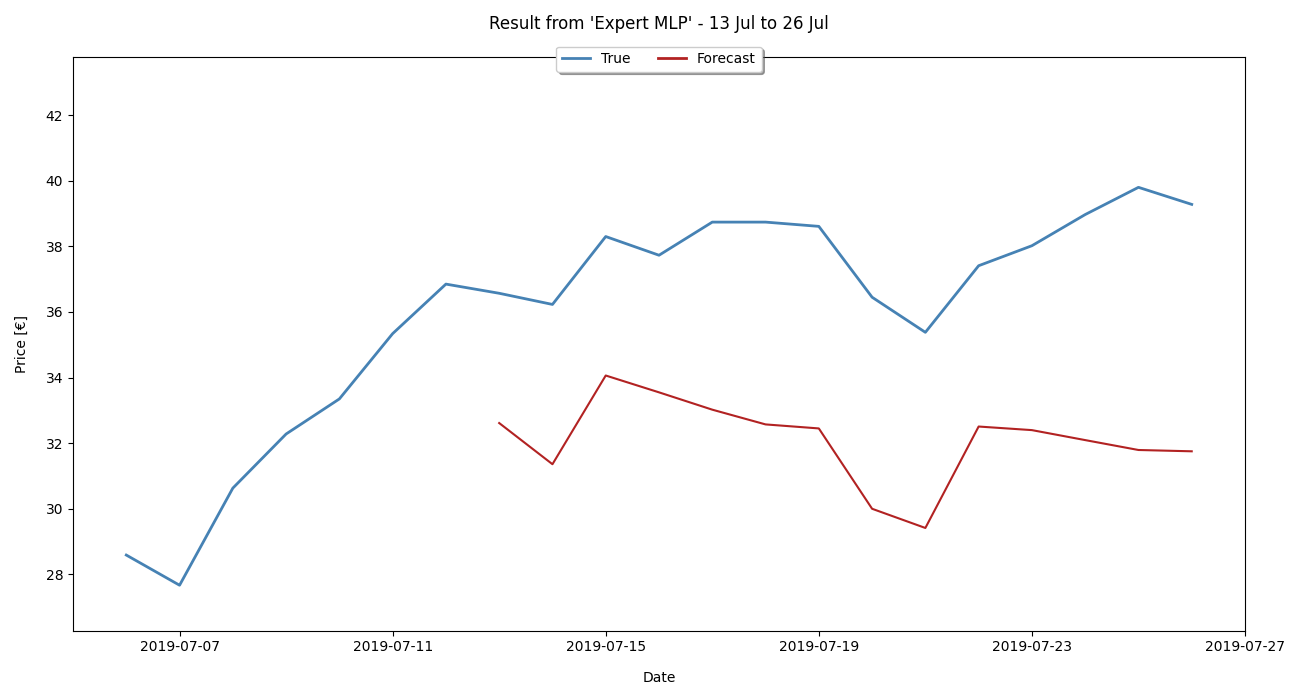 Result from 'Expert MLP' - 13 Jul to 26 Jul
True Forecast
42
40
38
36
34
32
30
28
Price [€]
2019-07-07 2019-07-11 2019-07-15 2019-07-19 2019-07-23 2019-07-27
Date